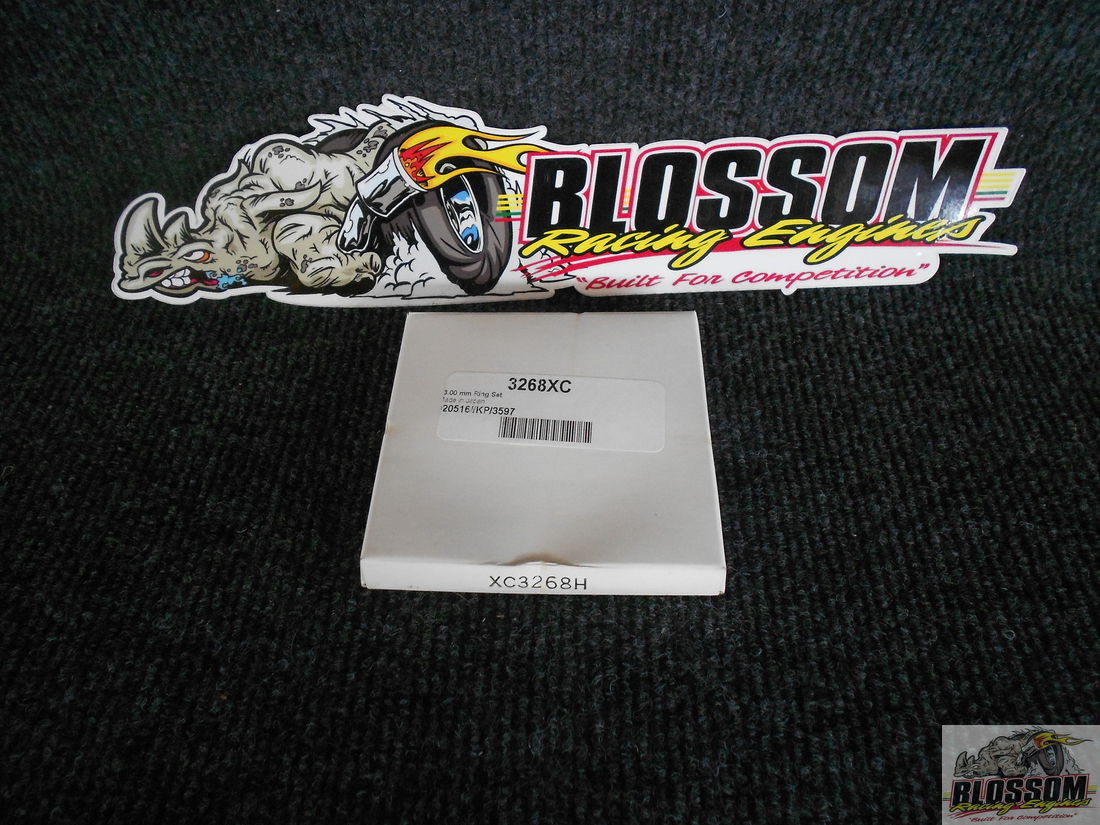 BLOSSOM
Racing Engines
"Built For Competition"
3268XC
3.00 mm Ring Set
Made in Japan
/KP/3597
XC3268H
BLOSSOM
Racing Engines
"Built For Competition"